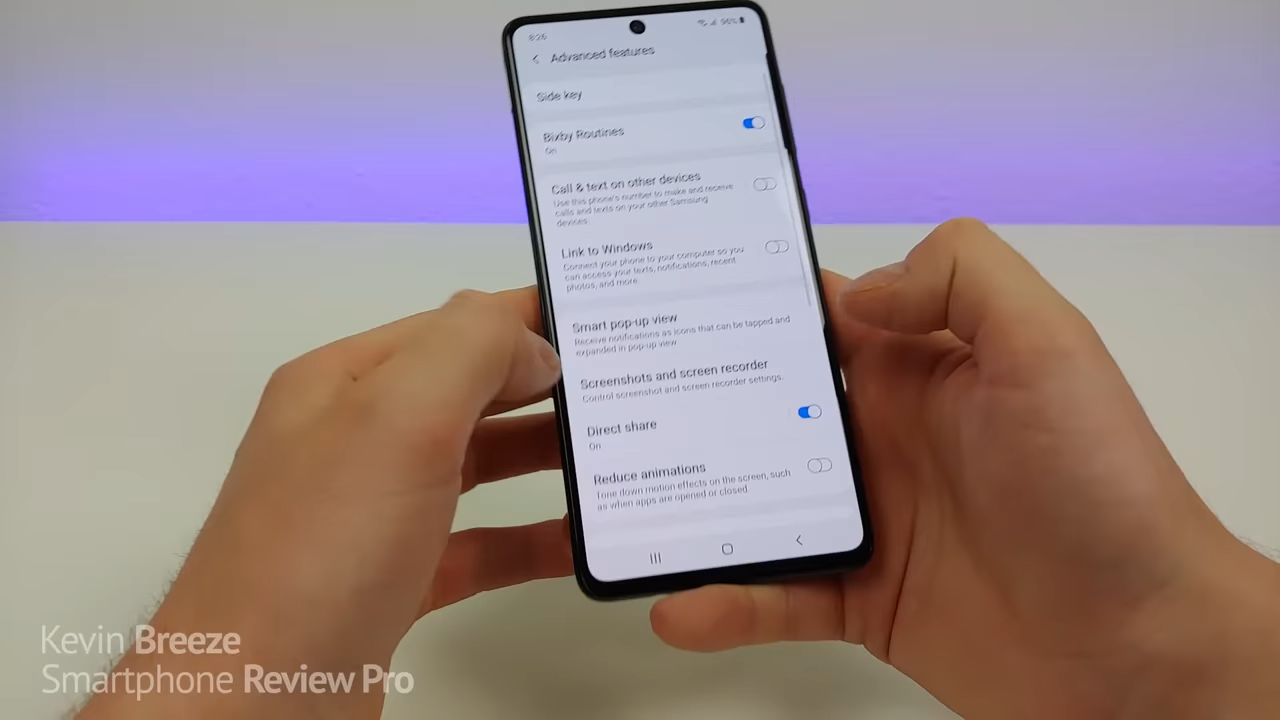 8:26
96%
Advanced features
Side key
Bixby Routines
On
Call & text on other devices
Use this phone's number to make and receive
calls and texts on your other Samsung
devices.
Link to Windows
Connect your phone to your computer so you
can access your texts, notifications, recent
photos, and more.
Smart pop-up view
Receive notifications as icons that can be tapped and
expanded in pop-up view.
Screenshots and screen recorder
Control screenshot and screen recorder settings.
Direct share
On
Reduce animations
Tone down motion effects on the screen, such
as when apps are opened or closed.
Kevin Breeze
Smartphone Review Pro